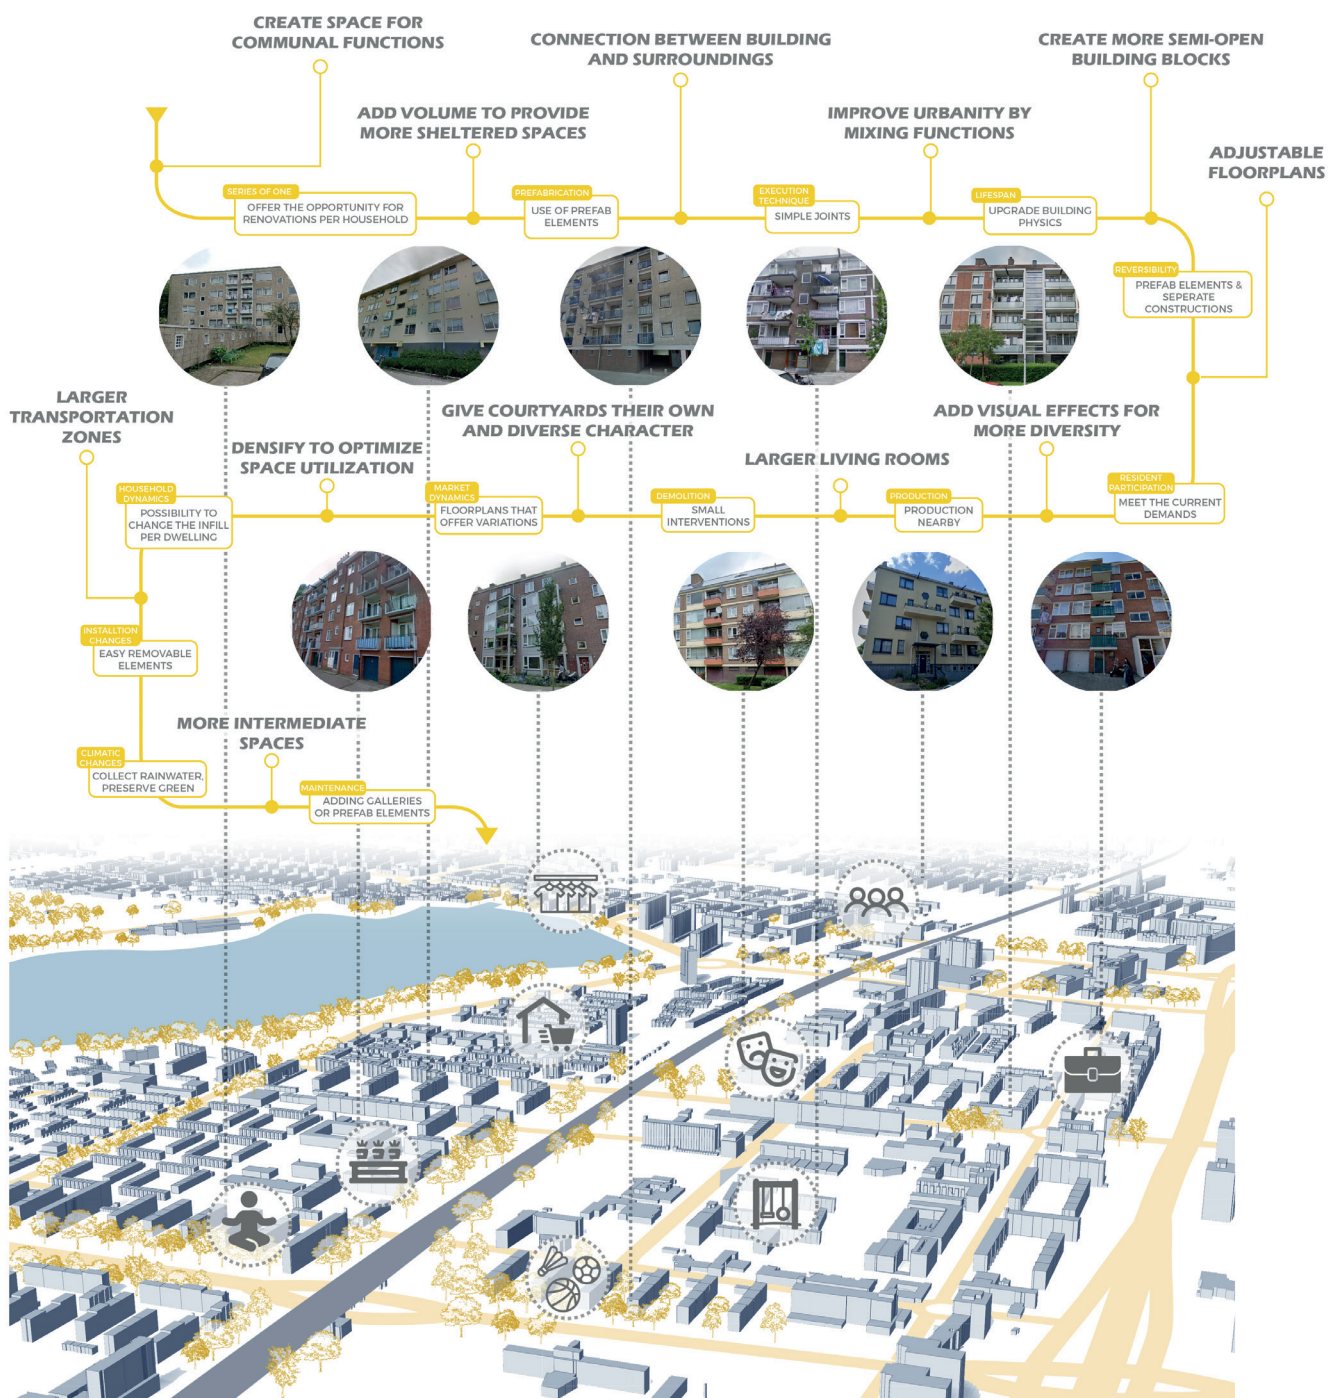 CREATE SPACE FOR
COMMUNAL FUNCTIONS
CONNECTION BETWEEN BUILDING
AND SURROUNDINGS
CREATE MORE SEMI-OPEN
BUILDING BLOCKS
ADD VOLUME TO PROVIDE
MORE SHELTERED SPACES
IMPROVE URBANITY BY
MIXING FUNCTIONS
ADJUSTABLE
FLOORPLANS
SERIES OF ONE
OFFER THE OPPORTUNITY FOR
RENOVATIONS PER HOUSEHOLD
PREFABRICATION
USE OF PREFAB
ELEMENTS
EXECUTION
TECHNIQUE
SIMPLE JOINTS
LIFESPAN
UPGRADE BUILDING
PHYSICS
REVERSIBILITY
PREFAB ELEMENTS &
SEPERATE
CONSTRUCTIONS
LARGER
TRANSPORTATION
ZONES
DENSIFY TO OPTIMIZE
SPACE UTILIZATION
GIVE COURTYARDS THEIR OWN
AND DIVERSE CHARACTER
LARGER LIVING ROOMS
ADD VISUAL EFFECTS FOR
MORE DIVERSITY
HOUSEHOLD
DYNAMICS
POSSIBILITY TO
CHANGE THE INFILL
PER DWELLING
MARKET
DYNAMICS
FLOORPLANS THAT
OFFER VARIATIONS
DEMOLITION
SMALL
INTERVENTIONS
PRODUCTION
PRODUCTION
NEARBY
RESIDENT
PARTICIPATION
MEET THE CURRENT
DEMANDS
INSTALLTION
CHANGES
EASY REMOVABLE
ELEMENTS
MORE INTERMEDIATE
SPACES
CLIMATIC
CHANGES
COLLECT RAINWATER,
PRESERVE GREEN
MAINTENANCE
ADDING GALLERIES
OR PREFAB ELEMENTS